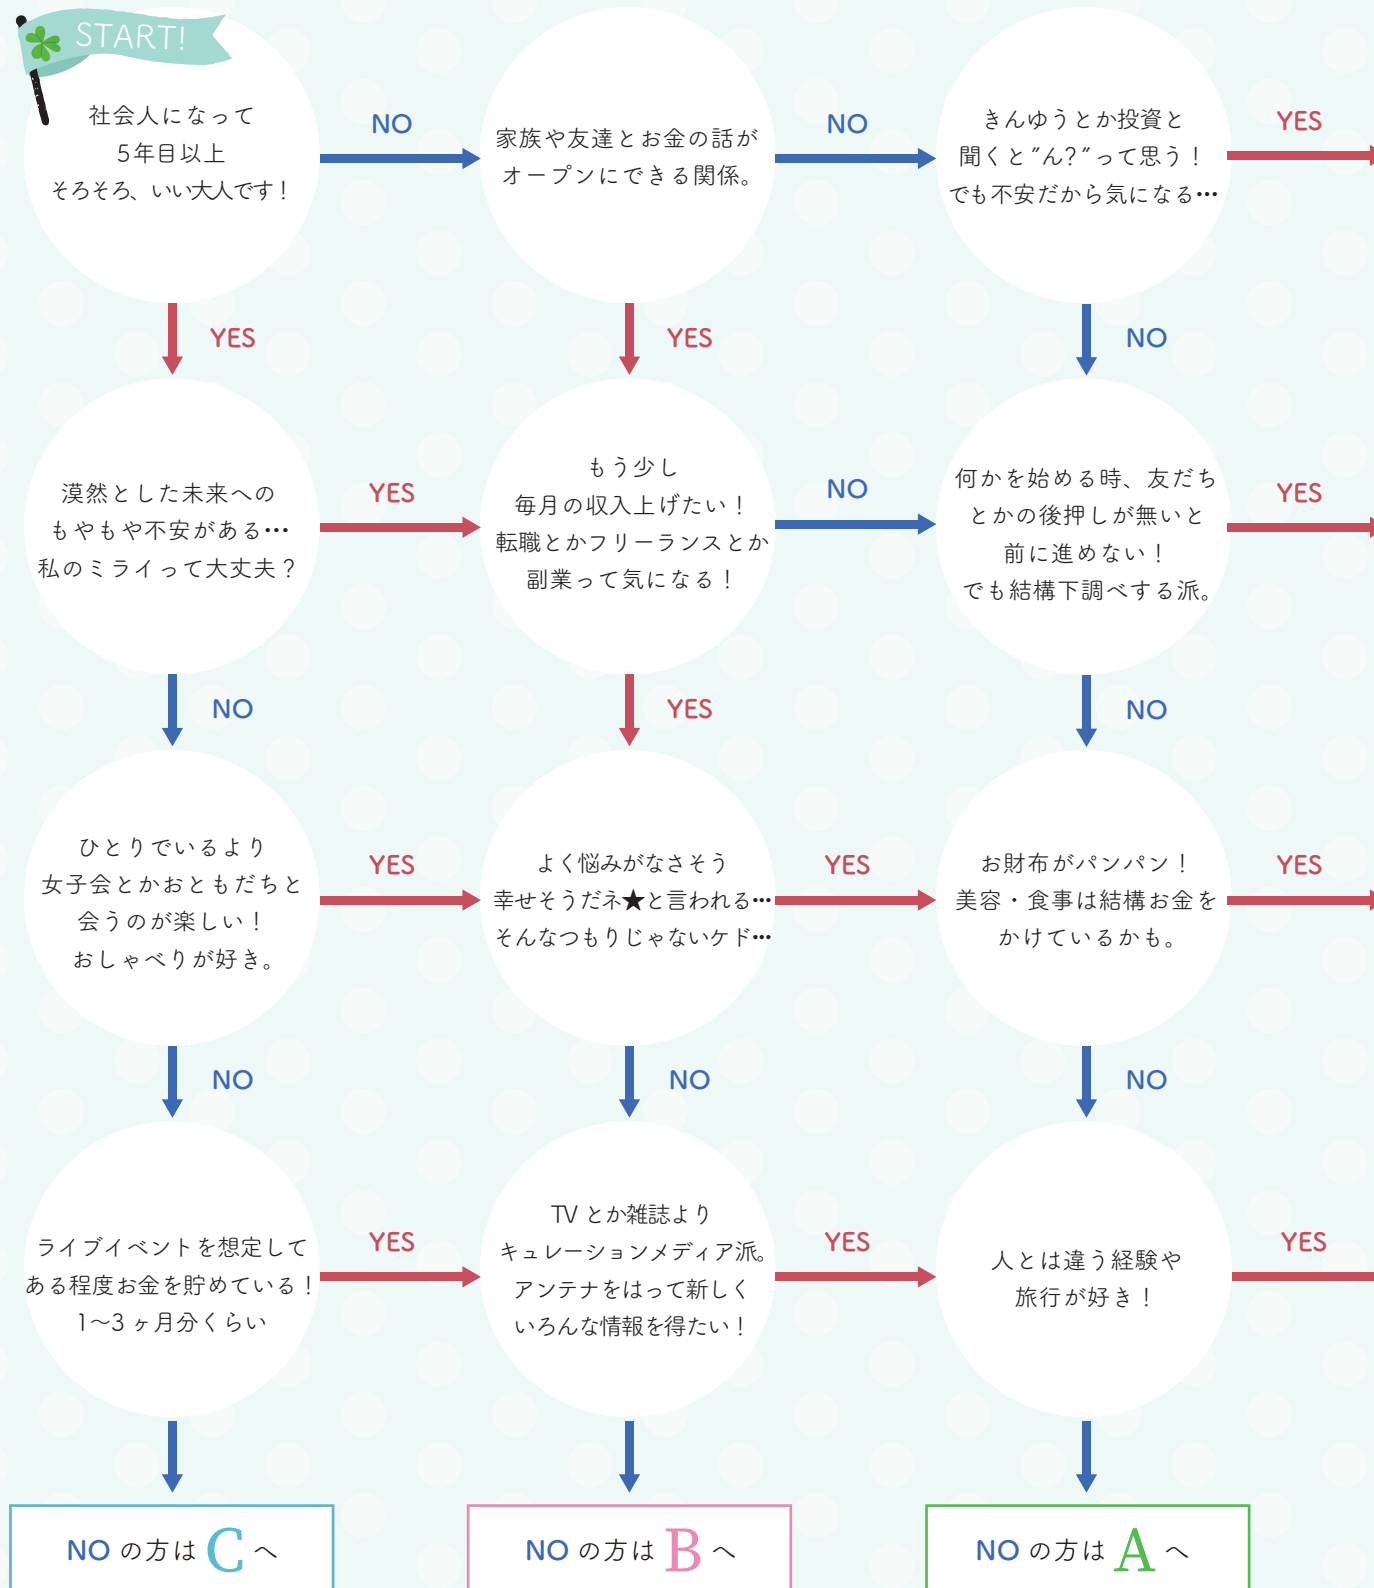 START!
社会人になって
5年目以上
そろそろ、いい大人です！
NO
家族や友達とお金の話が
オープンにできる関係。
NO
きんゆうとか投資と
聞くと"ん？"って思う！
でも不安だから気になる…
YES
YES
YES
NO
漠然とした未来への
もやもや不安がある…
私のミライって大丈夫？
YES
もう少し
毎月の収入上げたい！
転職とかフリーランスとか
副業って気になる！
NO
何かを始める時、友だち
とかの後押しが無いと
前に進めない！
でも結構下調べする派。
YES
NO
YES
NO
ひとりでいるより
女子会とかおともだちと
会うのが楽しい！
おしゃべりが好き。
YES
よく悩みがなさそう
幸せそうだネ★と言われる…
そんなつもりじゃないケド…
YES
お財布がパンパン！
美容・食事は結構お金を
かけているかも。
YES
NO
NO
NO
ライブイベントを想定して
ある程度お金を貯めている！
1〜3ヶ月分くらい
YES
TVとか雑誌より
キュレーションメディア派。
アンテナをはって新しく
いろんな情報を得たい！
YES
人とは違う経験や
旅行が好き！
YES
NOの方はCへ
NOの方はBへ
NOの方はAへ